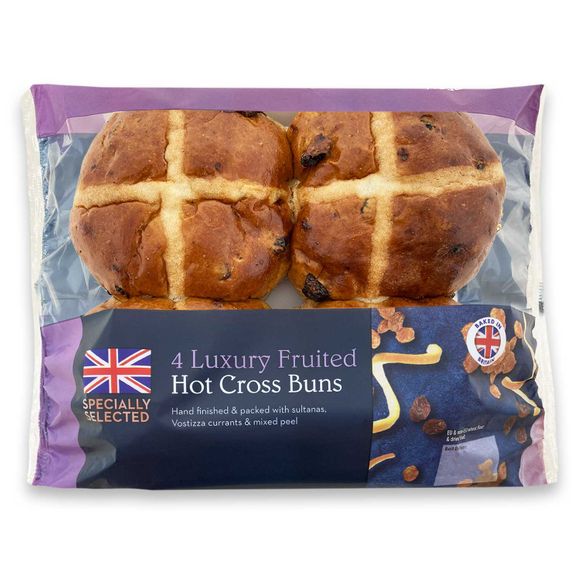 4 Luxury Fruited
Hot Cross Buns
Hand finished & packed with sultanas,
Vostizza currants & mixed peel
SPECIALLY
SELECTED
BAKED IN
BRITAIN